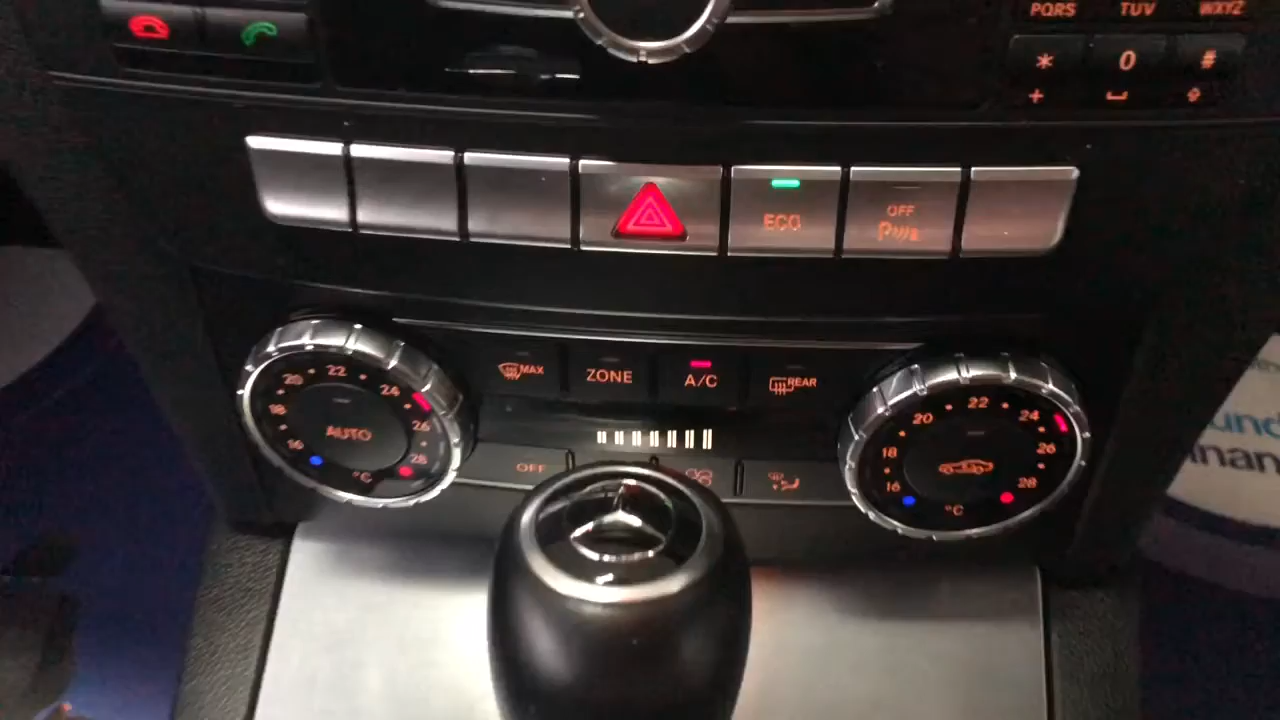 PQRS TUV WXYZ
* 0 #
+
ECO
OFF
P
MAX
ZONE
A/C
REAR
16 18 20 22 24 26 28
AUTO
°C
OFF
16 18 20 22 24 26 28
°C